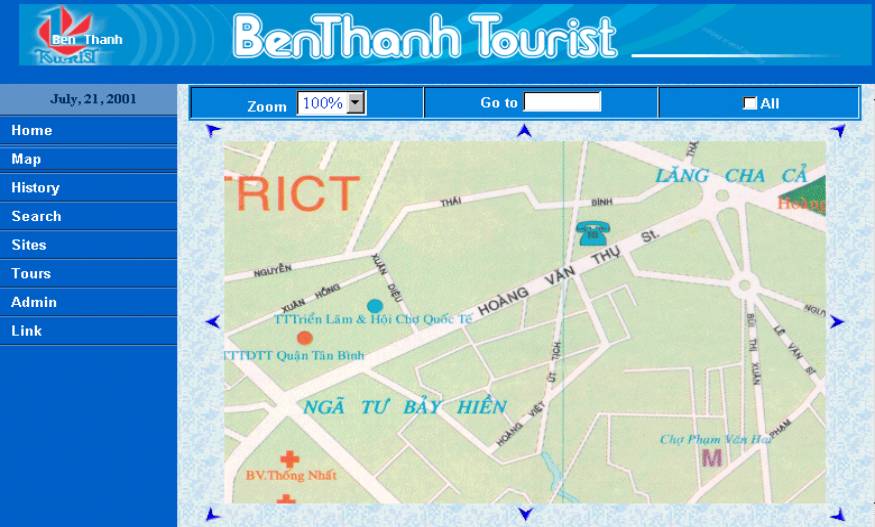 Ben Thanh
Tourist
BenThanh Tourist
July, 21, 2001
Zoom 100%
Go to
All
Home
Map
History
Search
Sites
Tours
Admin
Link
TRICT
LĂNG CHA CẢ
Hoàng
THÁI
BÌNH
HOÀNG VĂN THỤ St.
NGUYỄN
XUÂN HỒNG
XUÂN DIỆU
TTTriển Lãm & Hội Chợ Quốc Tế
TTTDTT Quận Tân Bình
NGÃ TƯ BẢY HIỀN
HOÀNG VIỆT
ÚT TỊCH
BÙI THỊ XUÂN
LÊ VĂN S
NGU
PHẠM
Chợ Phạm Văn Hai
M
BV.Thống Nhất